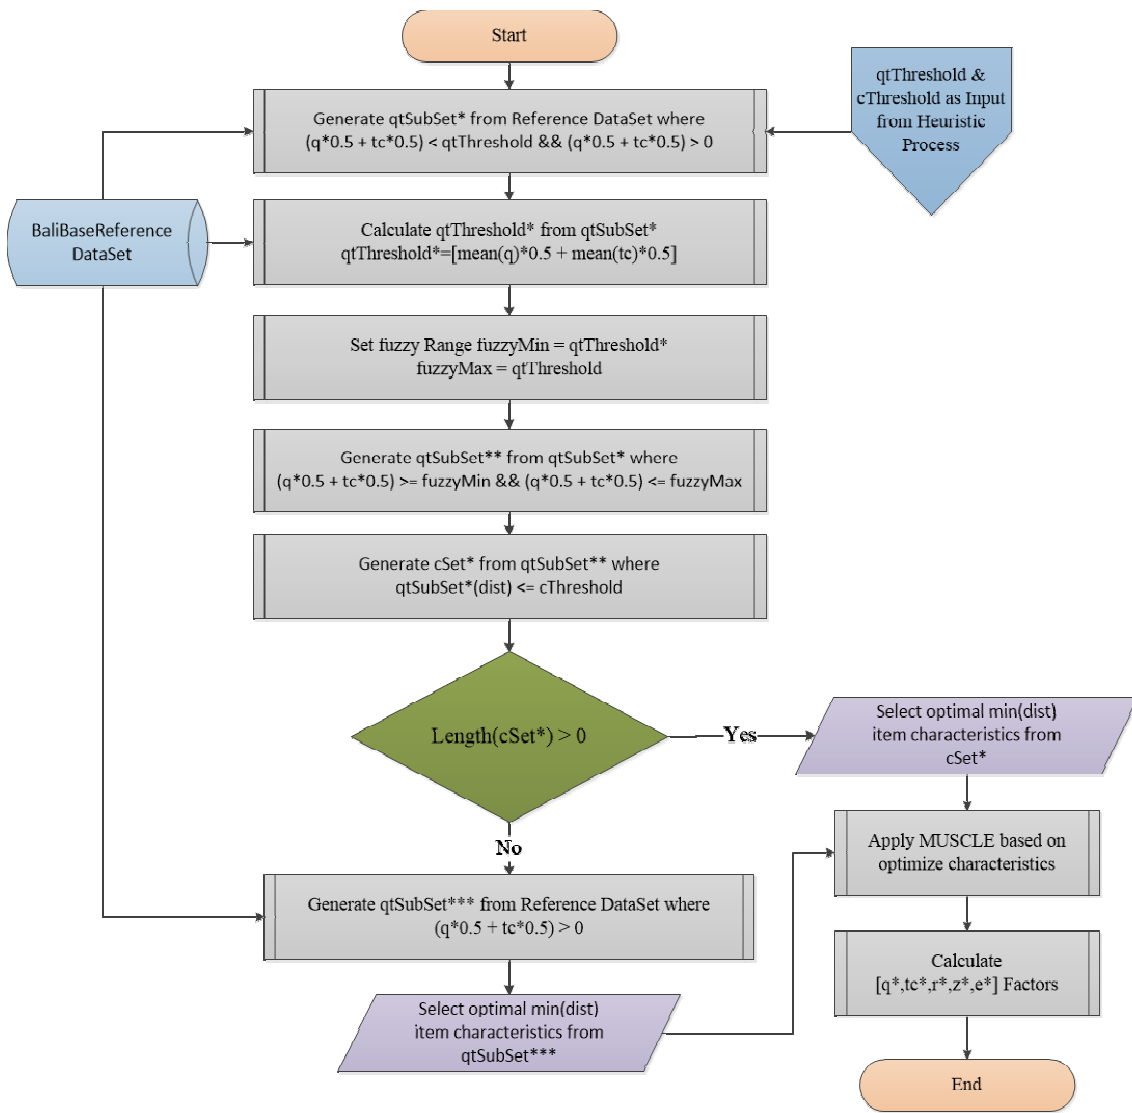 Start
qtThreshold &
cThreshold as Input
from Heuristic
Process
Generate qtSubSet* from Reference DataSet where
(q*0.5 + tc*0.5) < qtThreshold && (q*0.5 + tc*0.5) > 0
BaliBaseReference
DataSet
Calculate qtThreshold* from qtSubSet*
qtThreshold*=[mean(q)*0.5 + mean(tc)*0.5]
Set fuzzy Range fuzzyMin = qtThreshold*
fuzzyMax = qtThreshold
Generate qtSubSet** from qtSubSet* where
(q*0.5 + tc*0.5) >= fuzzyMin && (q*0.5 + tc*0.5) <= fuzzyMax
Generate cSet* from qtSubSet** where
qtSubSet*(dist) <= cThreshold
Length(cSet*) > 0
Yes
Select optimal min(dist)
item characteristics from
cSet*
No
Apply MUSCLE based on
optimize characteristics
Generate qtSubSet*** from Reference DataSet where
(q*0.5 + tc*0.5) > 0
Calculate
[q*,tc*,r*,z*,e*] Factors
Select optimal min(dist)
item characteristics from
qtSubSet***
End